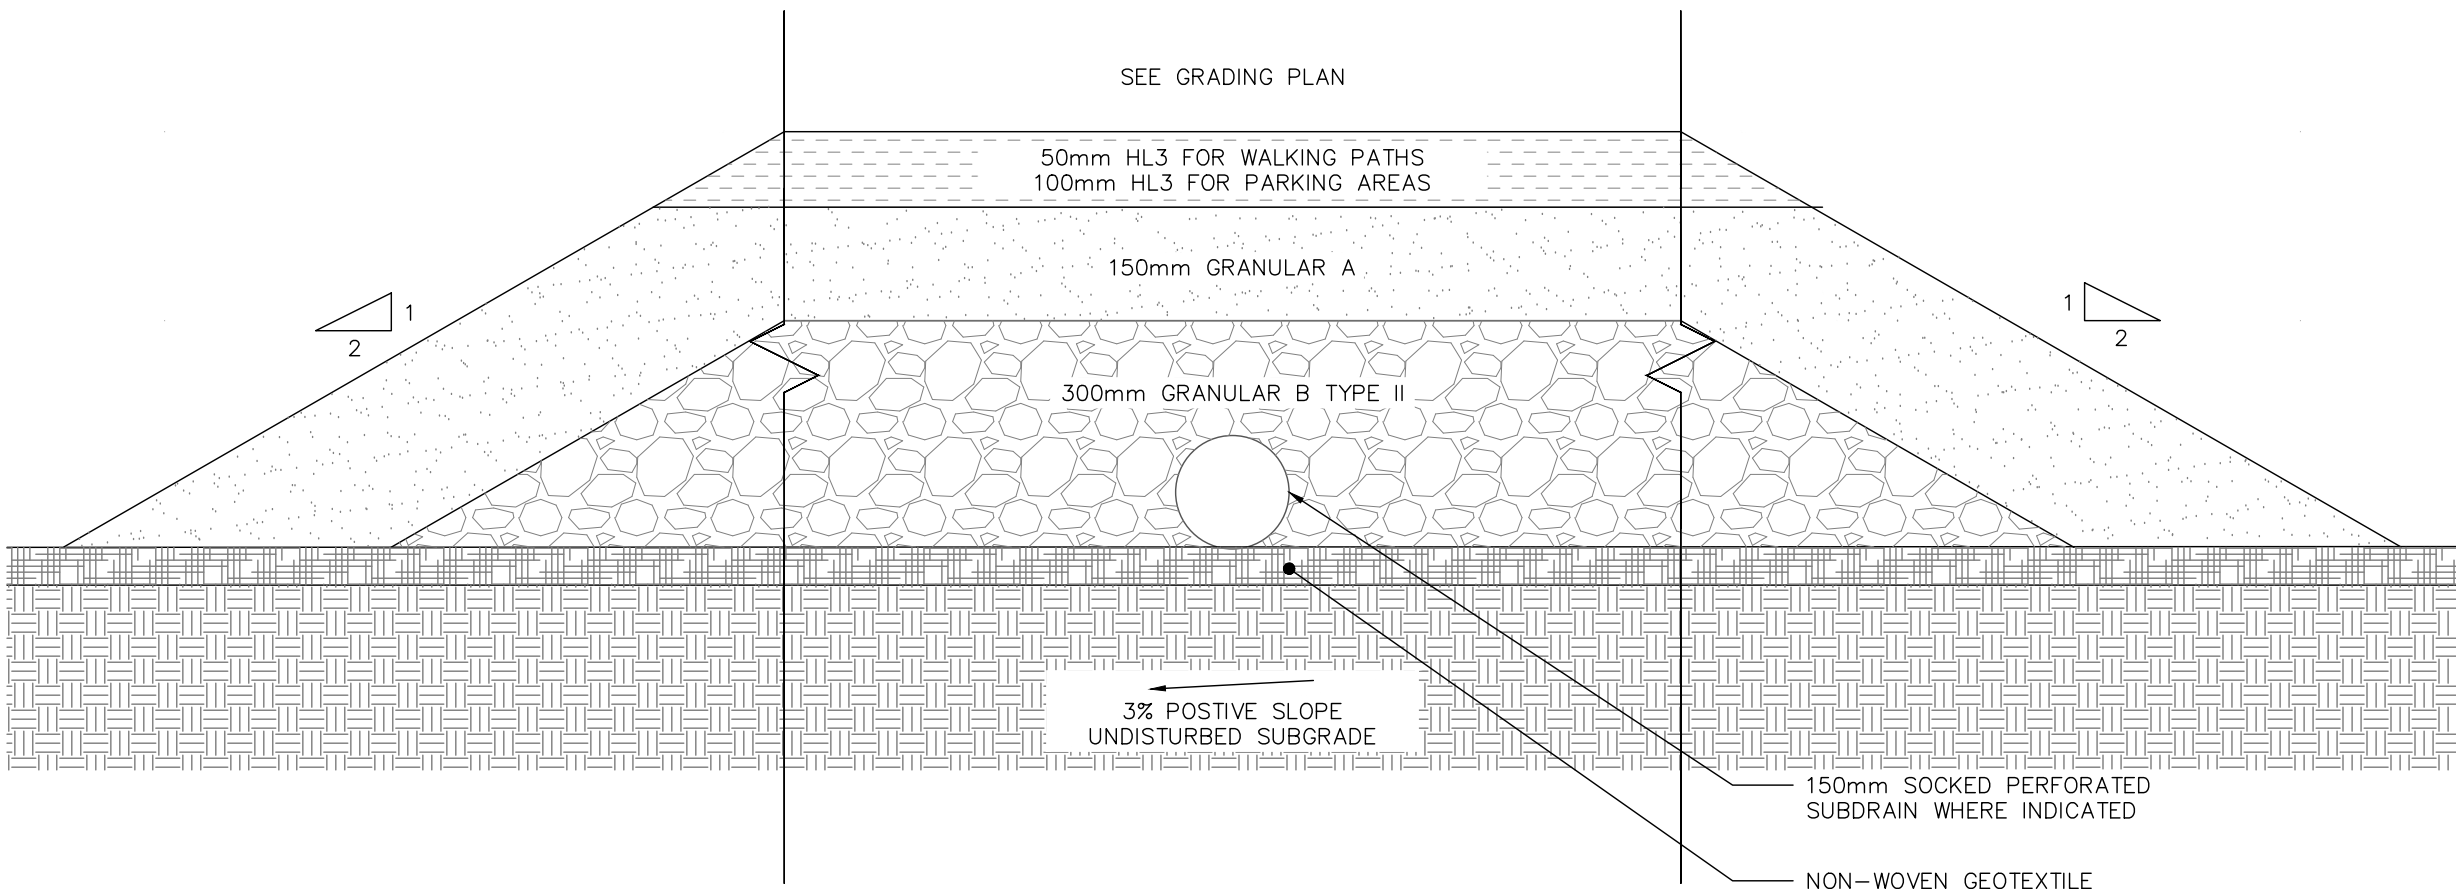 SEE GRADING PLAN
50mm HL3 FOR WALKING PATHS
100mm HL3 FOR PARKING AREAS
150mm GRANULAR A
1
2
1
2
300mm GRANULAR B TYPE II
3% POSTIVE SLOPE
UNDISTURBED SUBGRADE
150mm SOCKED PERFORATED
SUBDRAIN WHERE INDICATED
NON-WOVEN GEOTEXTILE